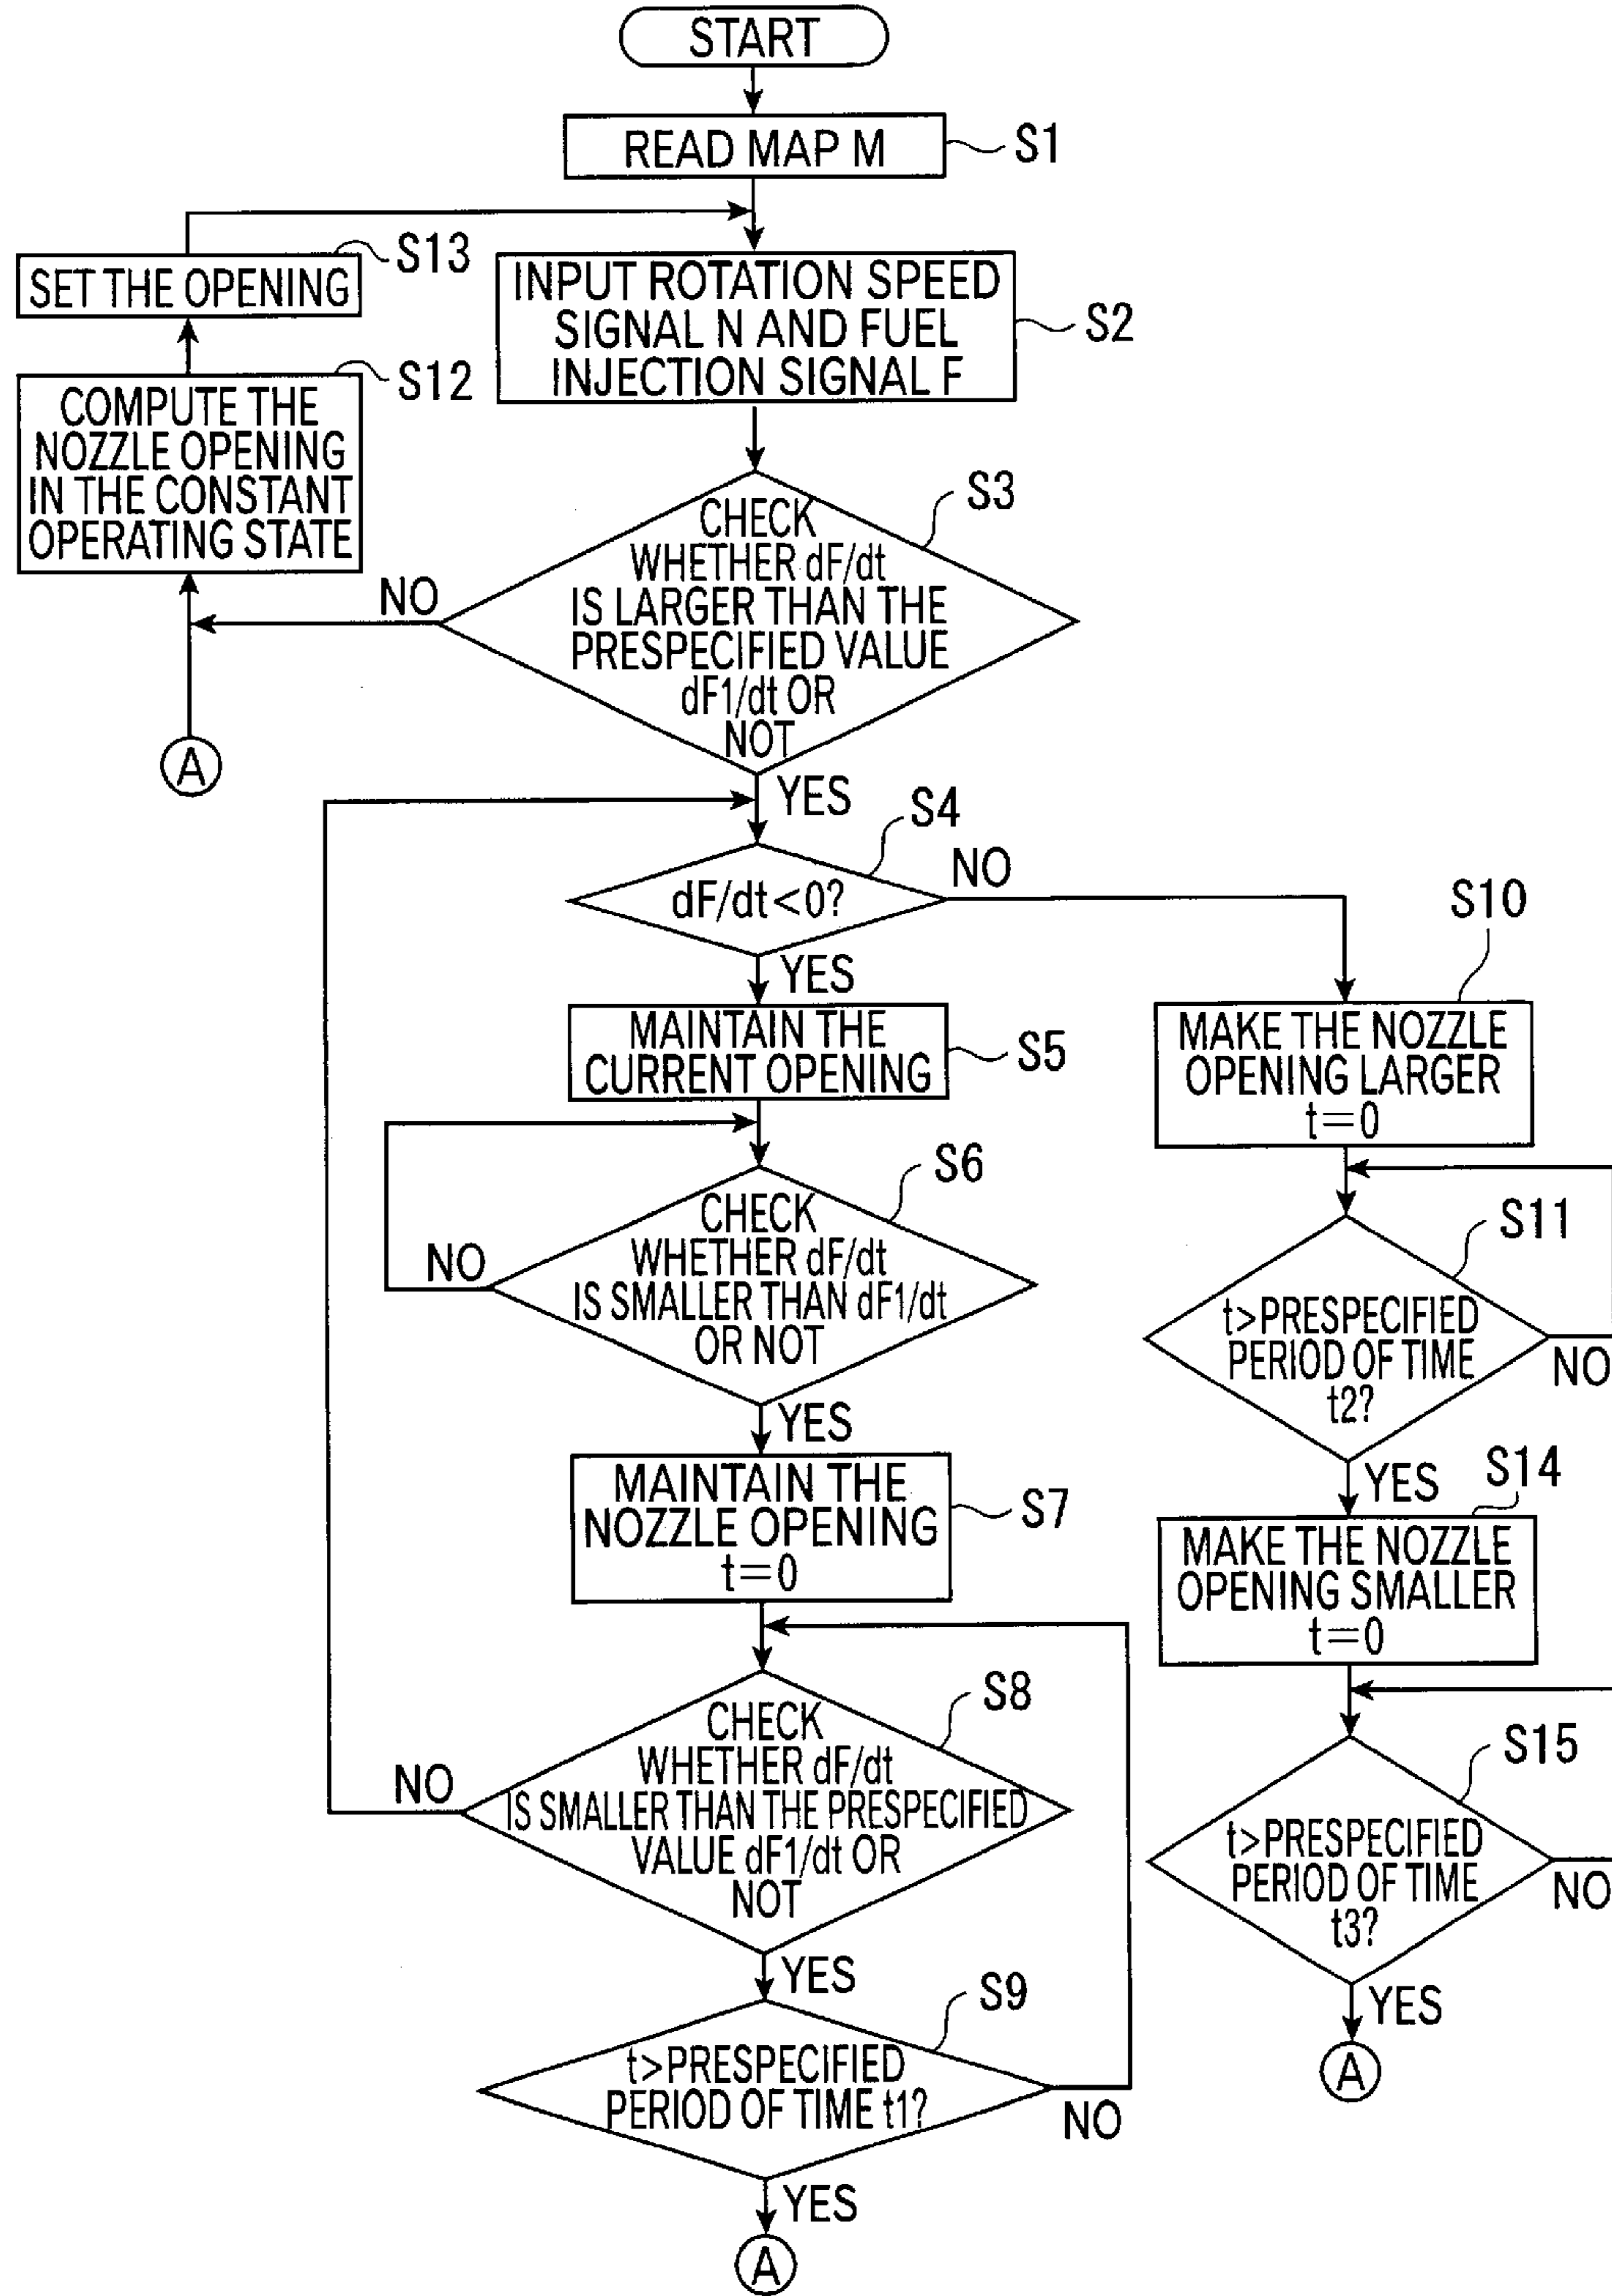 START
READ MAP M
S1
S13
SET THE OPENING
INPUT ROTATION SPEED
SIGNAL N AND FUEL
INJECTION SIGNAL F
S2
S12
COMPUTE THE
NOZZLE OPENING
IN THE CONSTANT
OPERATING STATE
S3
CHECK
WHETHER dF/dt
IS LARGER THAN THE
PRESPECIFIED VALUE
dF1/dt OR
NOT
NO
A
YES
S4
dF/dt<0?
NO
YES
S10
MAKE THE NOZZLE
OPENING LARGER
t=0
MAINTAIN THE
CURRENT OPENING
S5
S6
CHECK
WHETHER dF/dt
IS SMALLER THAN dF1/dt
OR NOT
NO
YES
S11
t>PRESPECIFIED
PERIOD OF TIME
t2?
NO
YES
MAINTAIN THE
NOZZLE OPENING
t=0
S7
S14
MAKE THE NOZZLE
OPENING SMALLER
t=0
S8
CHECK
WHETHER dF/dt
IS SMALLER THAN THE PRESPECIFIED
VALUE dF1/dt OR
NOT
NO
YES
S15
t>PRESPECIFIED
PERIOD OF TIME
t3?
NO
YES
A
S9
t>PRESPECIFIED
PERIOD OF TIME t1?
NO
YES
A